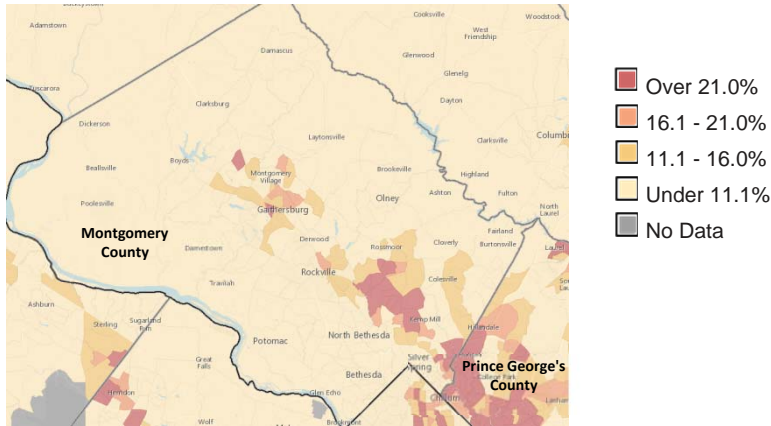 Adamstown
Cooksville
Woodstock
West
Friendship
Damascus
Glenwood
Glenelg
Tuscarora
Clarksburg
Dayton
Dickerson
Laytonsville
Clarksville
Columbi
Boyds
Beallsville
Montgomery
Village
Brookeville
Highland
Poolesville
Gaithersburg
Olney
Ashton
Fulton
North
Laurel
Montgomery
County
Darnestown
Derwood
Rossmoor
Cloverly
Fairland
Burtonsville
Laurel
Rockville
Colesville
Travilah
Ashburn
Sterling
Sugarland
Run
Kemp Mill
Hillandale
North Bethesda
Potomac
Great
Falls
Silver
Spring
Bethesda
Prince George's
County
College Park
Herndon
Glen Echo
Chillum
Lanham
Wolf
Brookmont
Over 21.0%
16.1 - 21.0%
11.1 - 16.0%
Under 11.1%
No Data